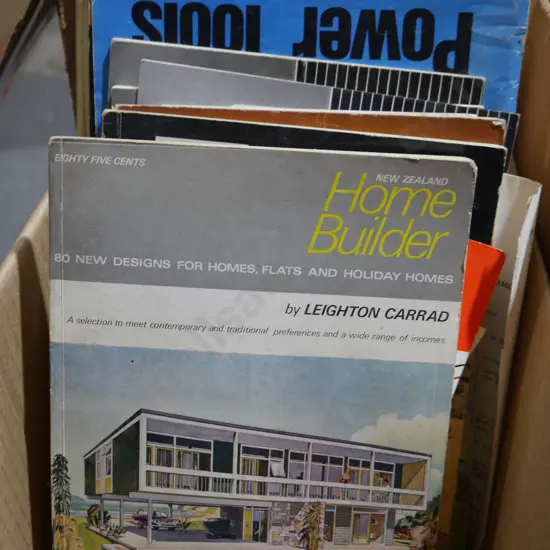 Power Tools
EIGHTY FIVE CENTS
NEW ZEALAND
Home
Builder
80 NEW DESIGNS FOR HOMES, FLATS AND HOLIDAY HOMES
by LEIGHTON CARRAD
A selection to meet contemporary and traditional preferences and a wide range of incomes